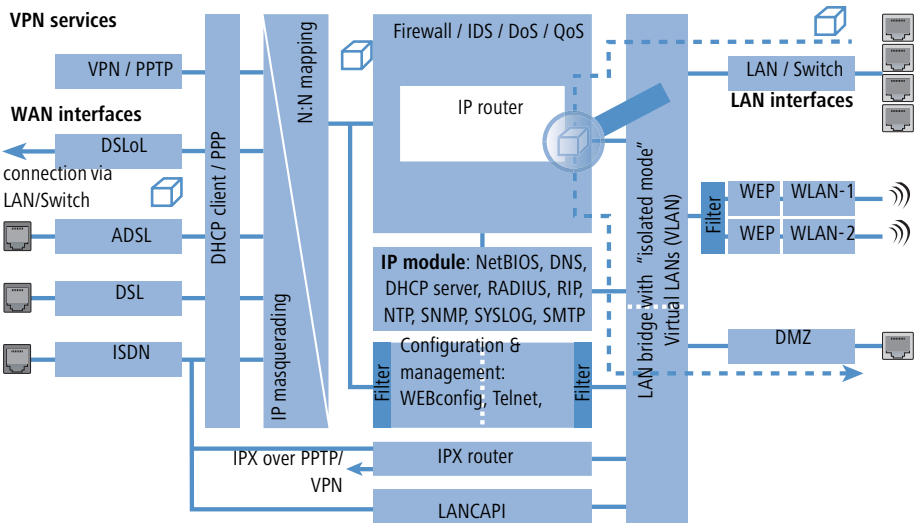 VPN services
VPN / PPTP
WAN interfaces
DSLoL
connection via
LAN/Switch
ADSL
DSL
ISDN
DHCP client / PPP
IP masquerading
N:N mapping
Firewall / IDS / DoS / QoS
IP router
IP module: NetBIOS, DNS,
DHCP server, RADIUS, RIP,
NTP, SNMP, SYSLOG, SMTP
Filter
Configuration &
management:
WEBconfig, Telnet,
Filter
IPX over PPTP/
VPN
IPX router
LANCAPI
LAN bridge with "isolated mode"
Virtual LANs (VLAN)
LAN / Switch
LAN interfaces
Filter
WEP
WLAN-1
WEP
WLAN-2
DMZ